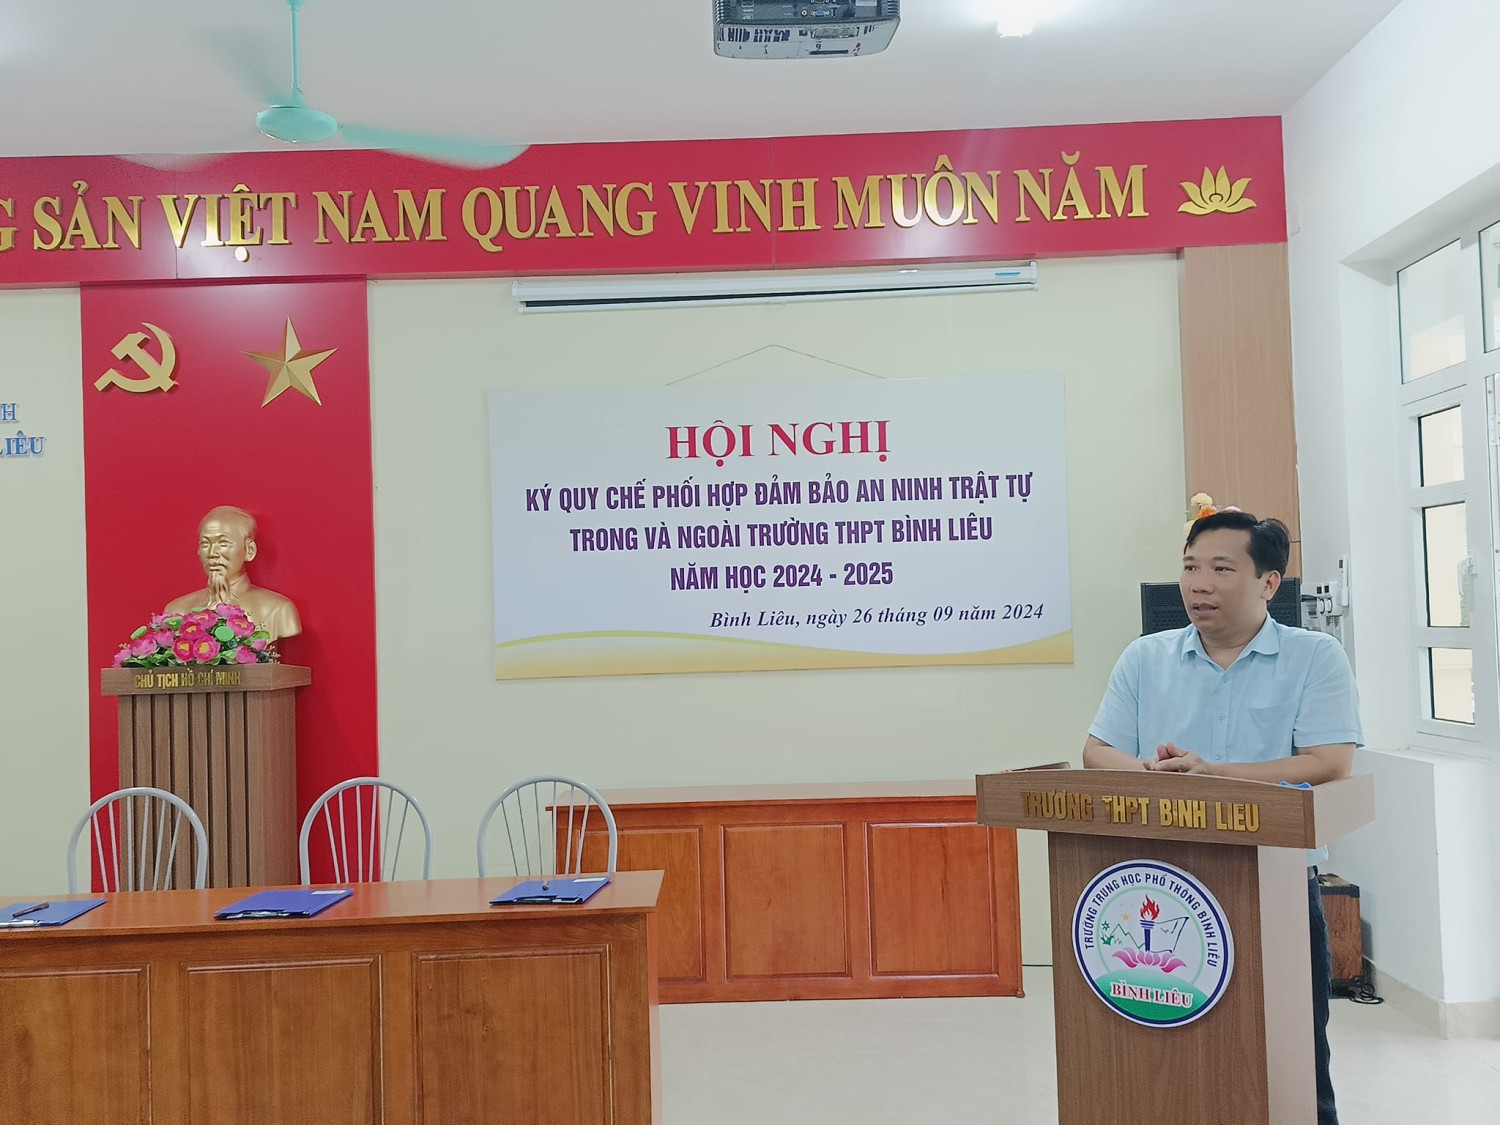 G SẢN VIỆT NAM QUANG VINH MUÔN NĂM
H
LIÊU
HỘI NGHỊ
KÝ QUY CHẾ PHỐI HỢP ĐẢM BẢO AN NINH TRẬT TỰ
TRONG VÀ NGOÀI TRƯỜNG THPT BÌNH LIÊU
NĂM HỌC 2024 - 2025
Bình Liêu, ngày 26 tháng 09 năm 2024
CHỦ TỊCH HỒ CHÍ MINH
TRƯỜNG THPT BÌNH LIÊU
TRƯỜNG TRUNG HỌC PHỔ THÔNG BÌNH LIÊU
BÌNH LIÊU